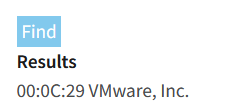 Find
Results
00:0C:29 VMware, Inc.